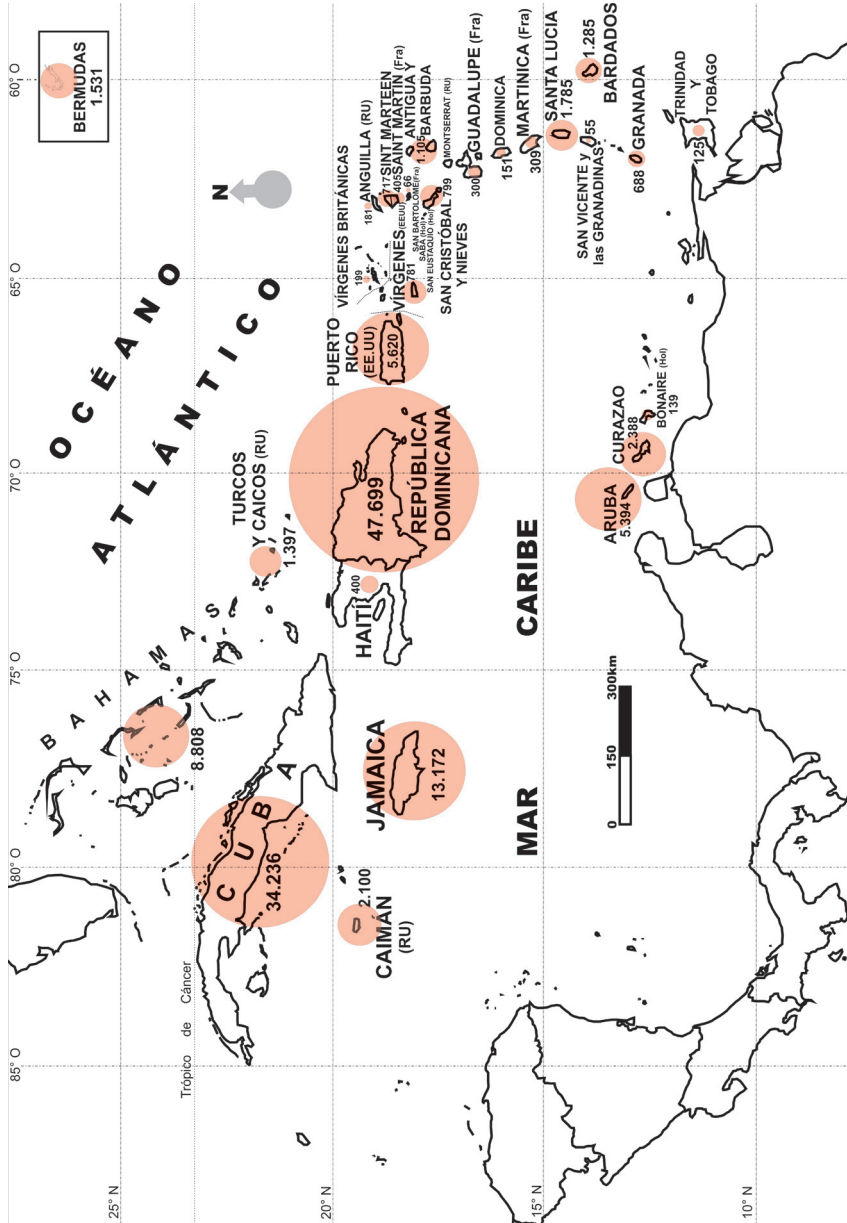 BERMUDAS
1.531
N
OCÉANO
ATLÁNTICO
BAHAMAS
8.808
TURCOS
Y CAICOS (RU)
1.397
Trópico de Cáncer
CUBA
34.236
CAIMÁN
(RU)
2.100
JAMAICA
13.172
HAITÍ
400
47.699
REPÚBLICA
DOMINICANA
PUERTO
RICO
(EE.UU)
5.620
VÍRGENES BRITÁNICAS
199
VÍRGENES (EEUU)
781
ANGUILLA (RU)
181
SINT MARTEEN
717
SAINT MARTIN (Fra)
405
SAN BARTOLOMÉ(Fra)
66
SABA (Hol)
SAN EUSTAQUIO (Hol)
ANTIGUA Y
BARBUDA
1.105
SAN CRISTÓBAL
Y NIEVES
799
MONTSERRAT (RU)
GUADALUPE (Fra)
300
DOMINICA
151
MARTINICA (Fra)
309
SANTA LUCIA
1.785
1.285
BARDADOS
SAN VICENTE y
las GRANADINAS
55
GRANADA
688
TRINIDAD
Y
TOBAGO
125
ARUBA
5.394
CURAZAO
2.388
BONAIRE (Hol)
139
MAR CARIBE
0 150 300km
85° O
80° O
75° O
70° O
65° O
60° O
25° N
20° N
15° N
10° N